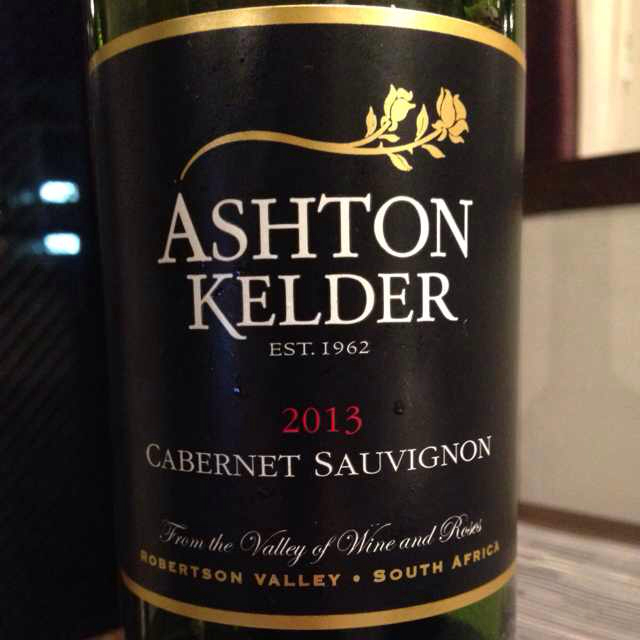 ASHTON
KELDER
EST. 1962
2013
CABERNET SAUVIGNON
From the Valley of Wine and Roses
ROBERTSON VALLEY • SOUTH AFRICA